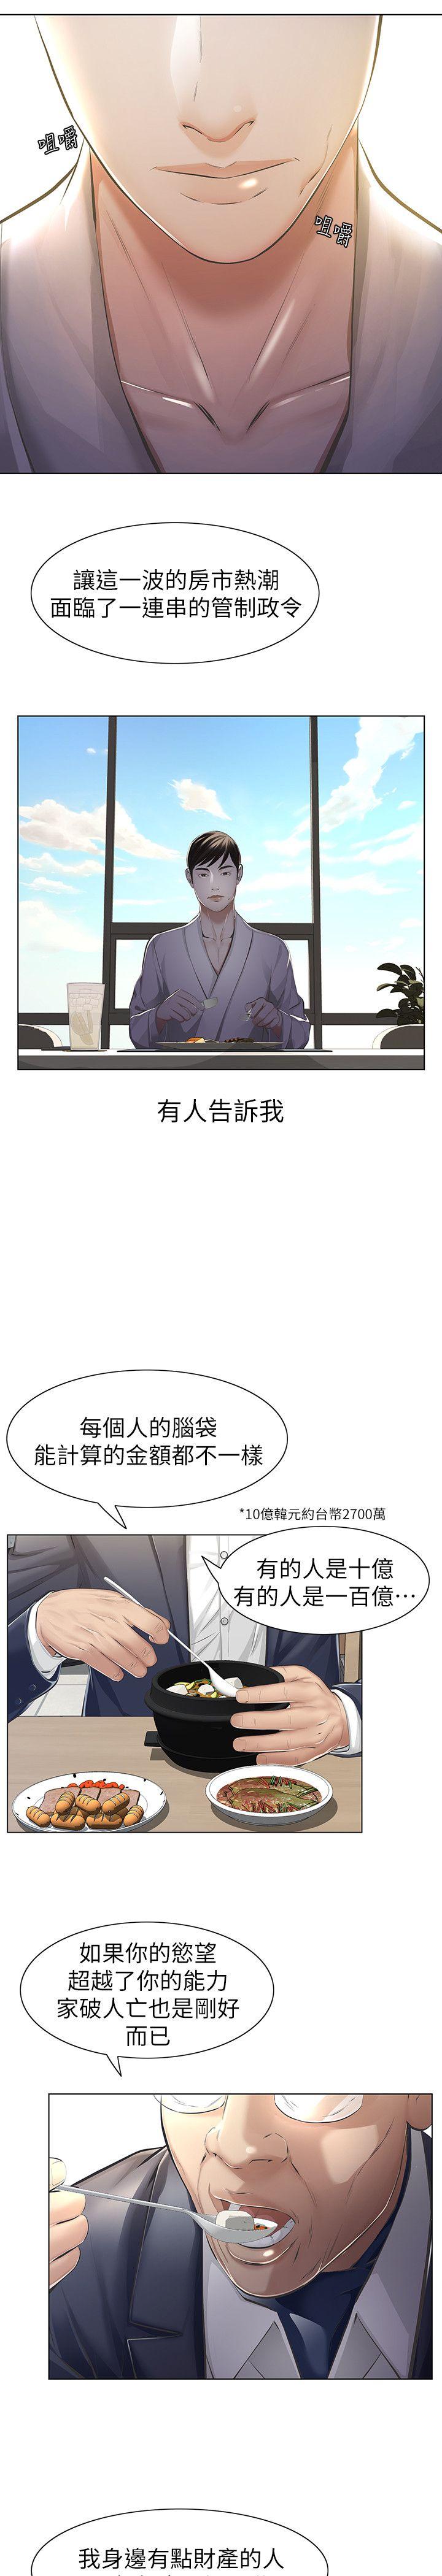 咀嚼
咀嚼
讓這一波的房市熱潮
面臨了一連串的管制政令
有人告訴我
每個人的腦袋
能計算的金額都不一樣
*10億韓元約台幣2700萬
有的人是十億
有的人是一百億⋯
如果你的慾望
超越了你的能力
家破人亡也是剛好
而已
我身邊有點財產的人